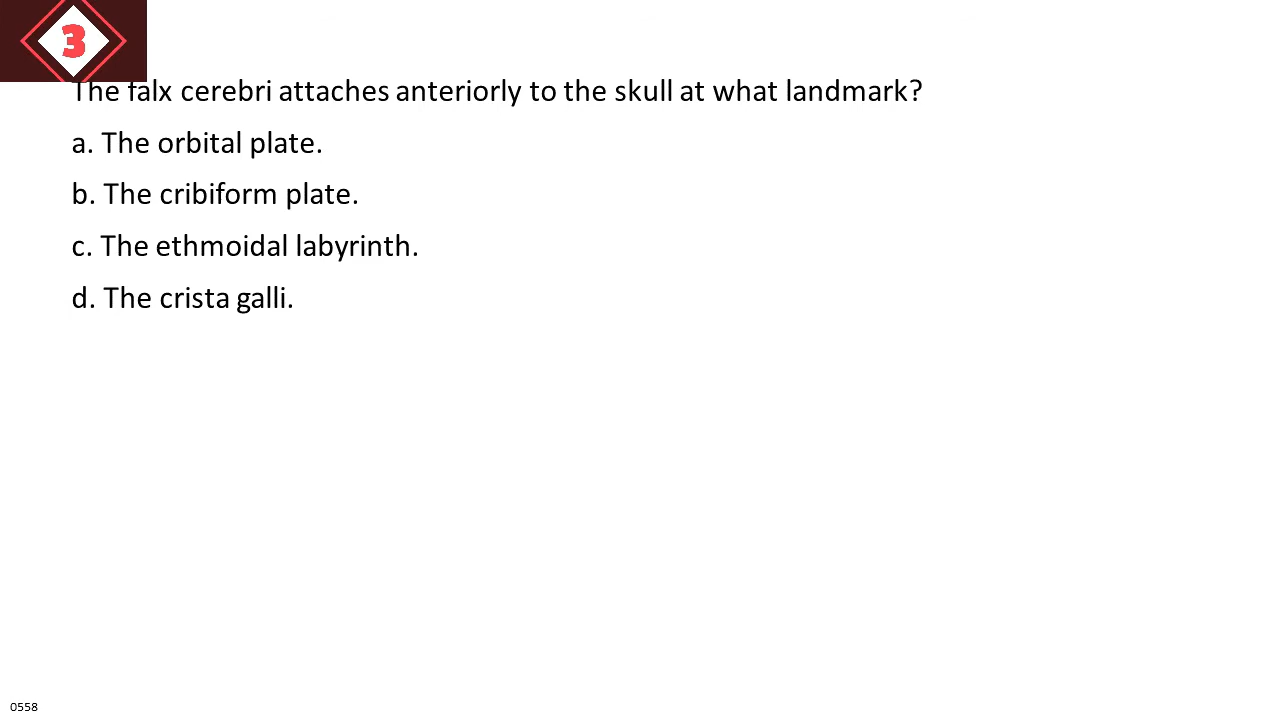 3
The falx cerebri attaches anteriorly to the skull at what landmark?
a. The orbital plate.
b. The cribiform plate.
c. The ethmoidal labyrinth.
d. The crista galli.
0558